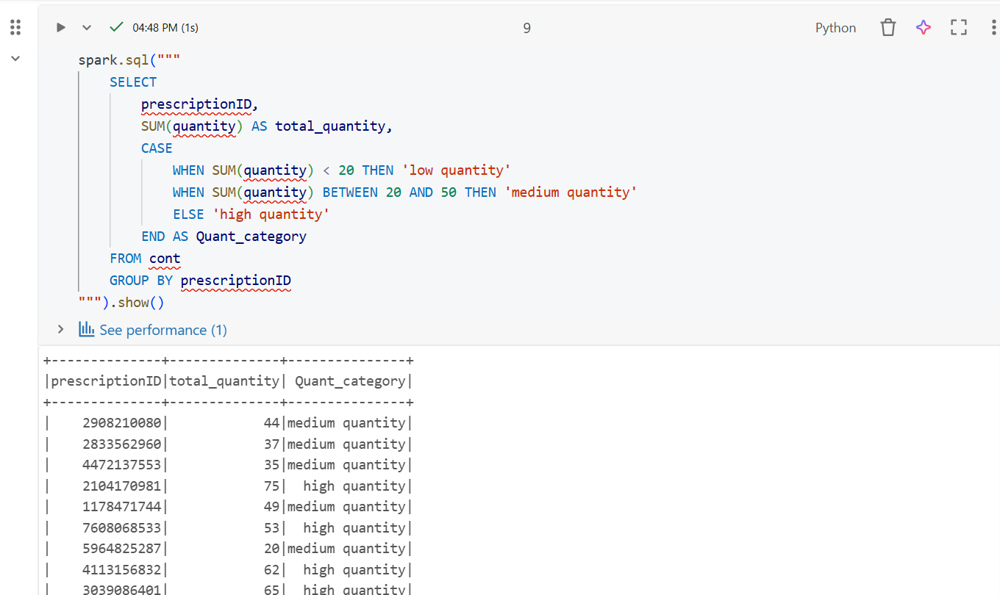 04:48 PM (1s)
9
Python
spark.sql("""
    SELECT
        prescriptionID,
        SUM(quantity) AS total_quantity,
        CASE
            WHEN SUM(quantity) < 20 THEN 'low quantity'
            WHEN SUM(quantity) BETWEEN 20 AND 50 THEN 'medium quantity'
            ELSE 'high quantity'
        END AS Quant_category
    FROM cont
    GROUP BY prescriptionID
""").show()
See performance (1)
+--------------+--------------+---------------+
|prescriptionID|total_quantity| Quant_category|
+--------------+--------------+---------------+
|    2908210080|            44|medium quantity|
|    2833562960|            37|medium quantity|
|    4472137553|            35|medium quantity|
|    2104170981|            75|  high quantity|
|    1178471744|            49|medium quantity|
|    7608068533|            53|  high quantity|
|    5964825287|            20|medium quantity|
|    4113156832|            62|  high quantity|
|    3039086401|            65|  high quantity|